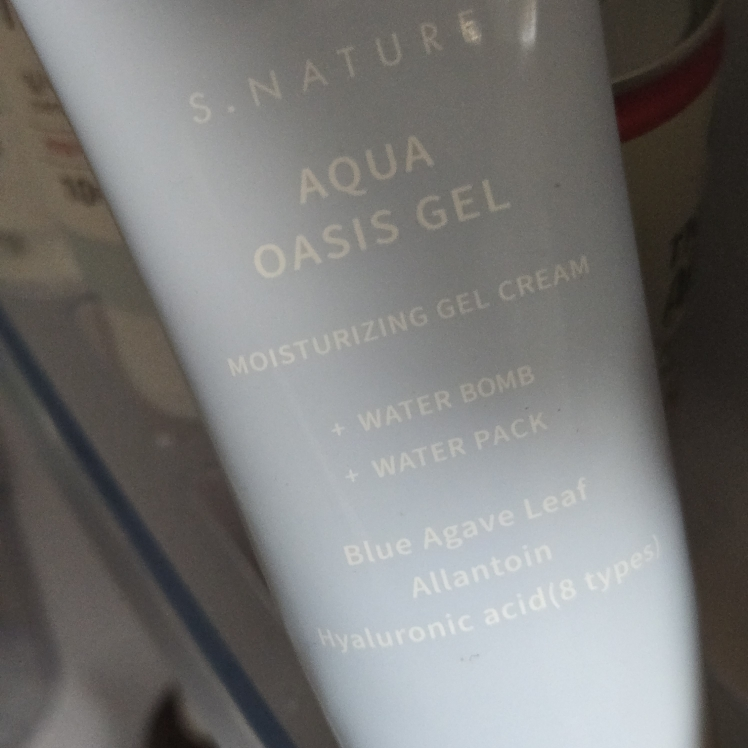 S.NATURE
AQUA
OASIS GEL
MOISTURIZING GEL CREAM
+ WATER BOMB
+ WATER PACK
Blue Agave Leaf
Allantoin
Hyaluronic acid(8 types)